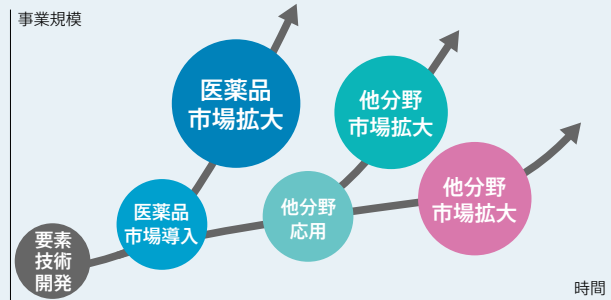 事業規模
医薬品
市場拡大
他分野
市場拡大
医薬品
市場導入
他分野
応用
他分野
市場拡大
要素
技術
開発
時間